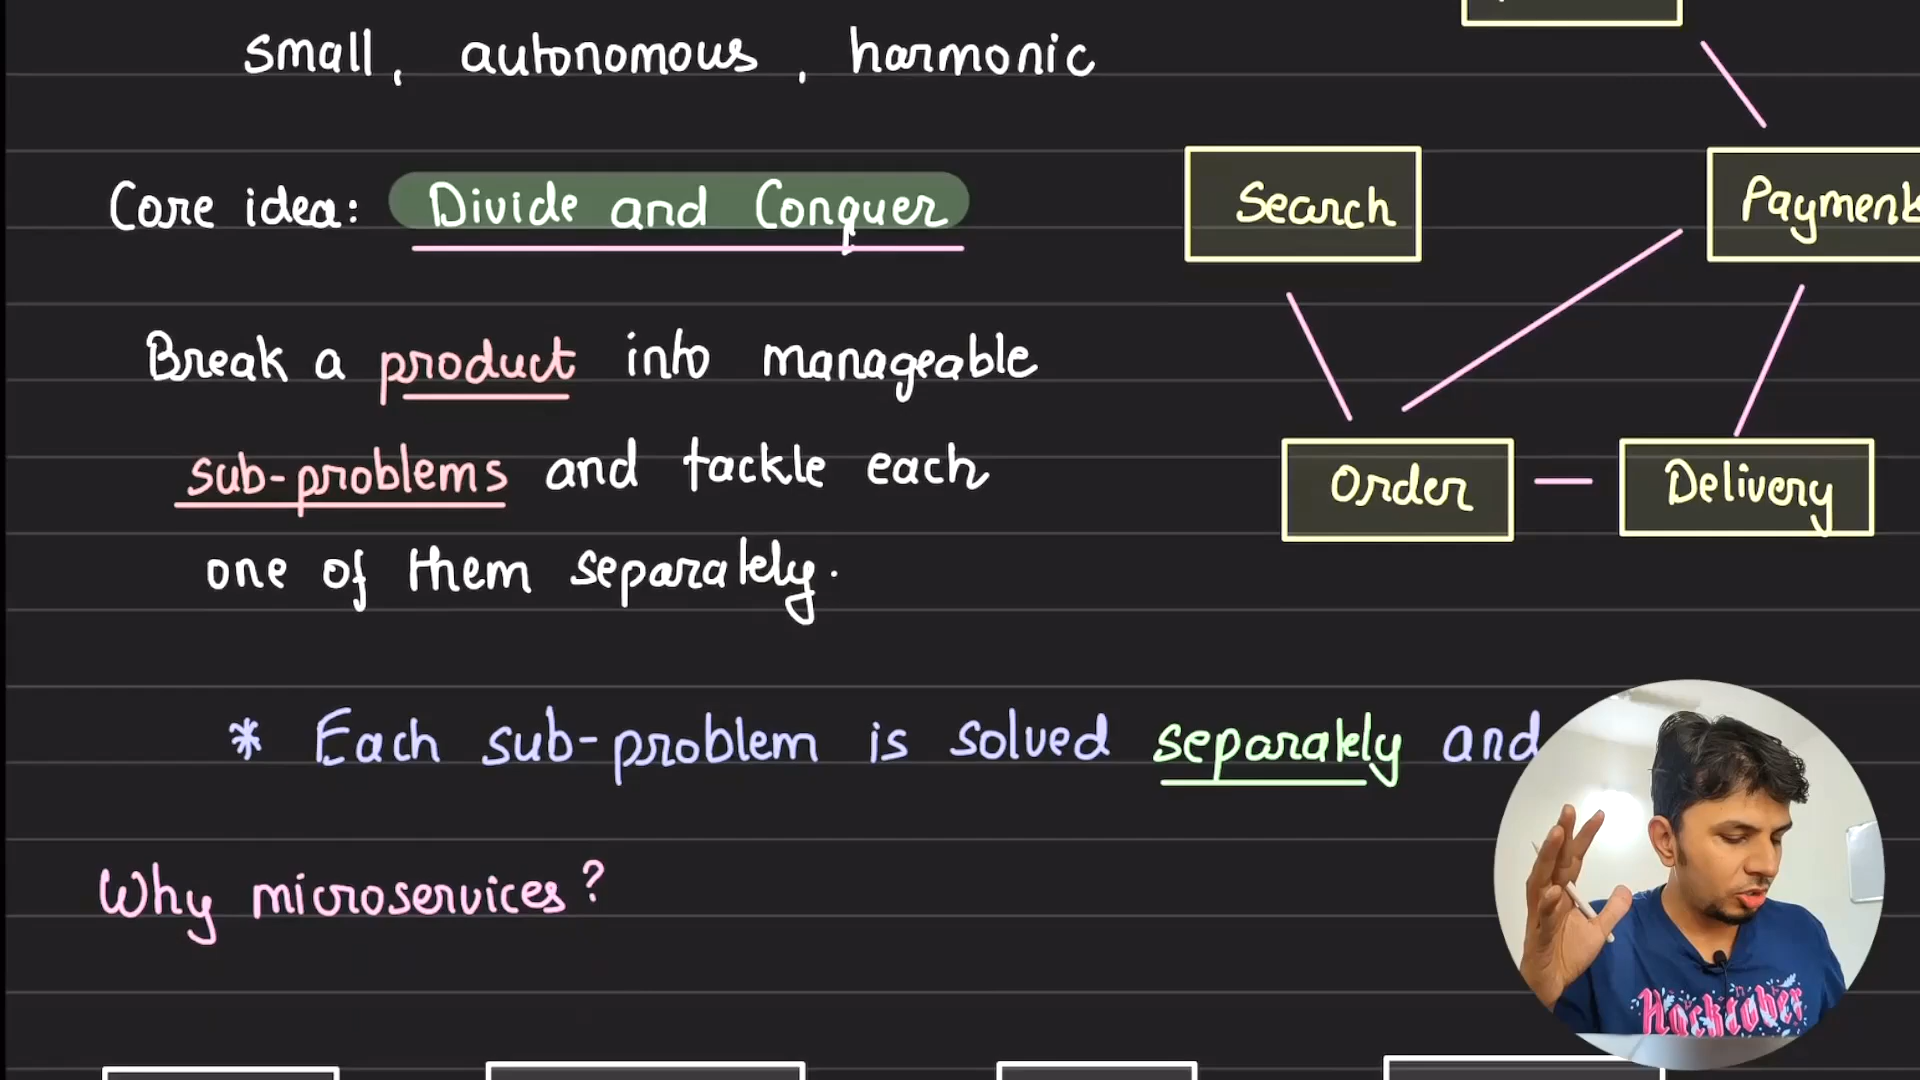 small, autonomous, harmonic
Core idea: Divide and Conquer
Search
Payment
Break a product into manageable
sub-problems and tackle each
Order
Delivery
one of them separately.
* Each sub-problem is solved separately and
Why microservices?
Hacktober